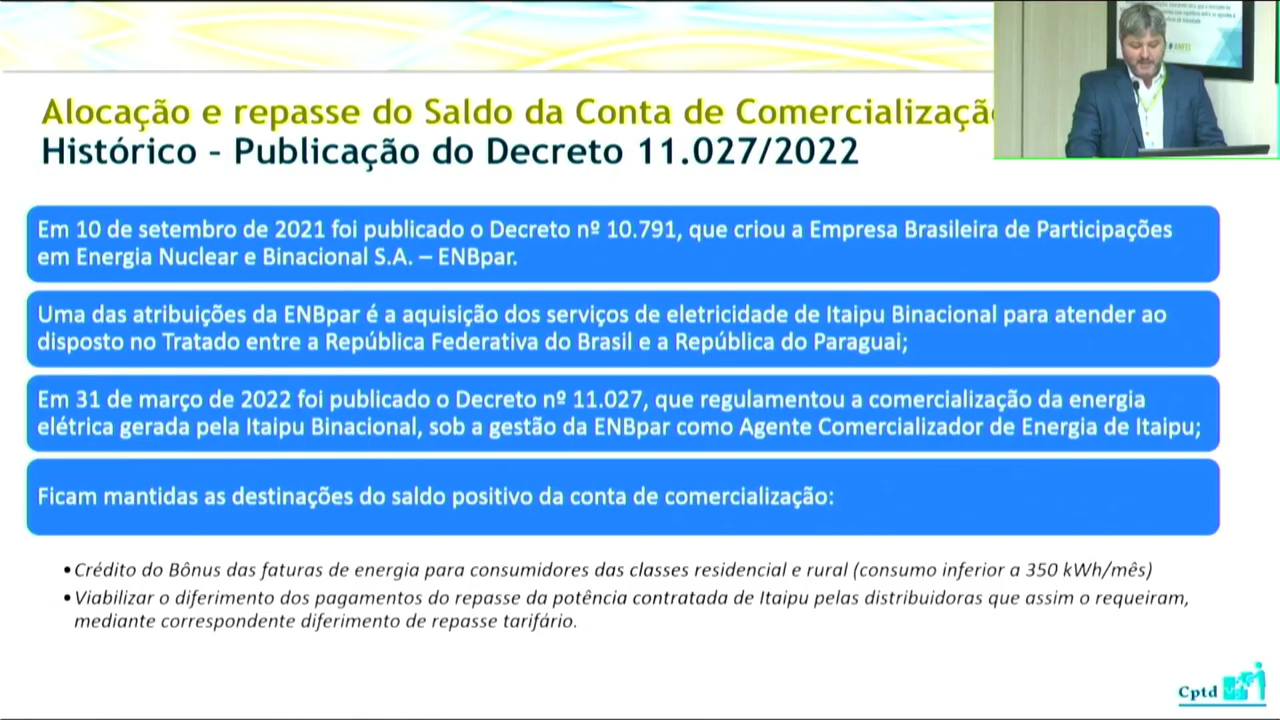 Alocação e repasse do Saldo da Conta de Comercialização
Histórico - Publicação do Decreto 11.027/2022
Em 10 de setembro de 2021 foi publicado o Decreto nº 10.791, que criou a Empresa Brasileira de Participações
em Energia Nuclear e Binacional S.A. – ENBpar.
Uma das atribuições da ENBpar é a aquisição dos serviços de eletricidade de Itaipu Binacional para atender ao
disposto no Tratado entre a República Federativa do Brasil e a República do Paraguai;
Em 31 de março de 2022 foi publicado o Decreto nº 11.027, que regulamentou a comercialização da energia
elétrica gerada pela Itaipu Binacional, sob a gestão da ENBpar como Agente Comercializador de Energia de Itaipu;
Ficam mantidas as destinações do saldo positivo da conta de comercialização:
• Crédito do Bônus das faturas de energia para consumidores das classes residencial e rural (consumo inferior a 350 kWh/mês)
• Viabilizar o diferimento dos pagamentos do repasse da potência contratada de Itaipu pelas distribuidoras que assim o requeiram,
mediante correspondente diferimento de repasse tarifário.
Cptd